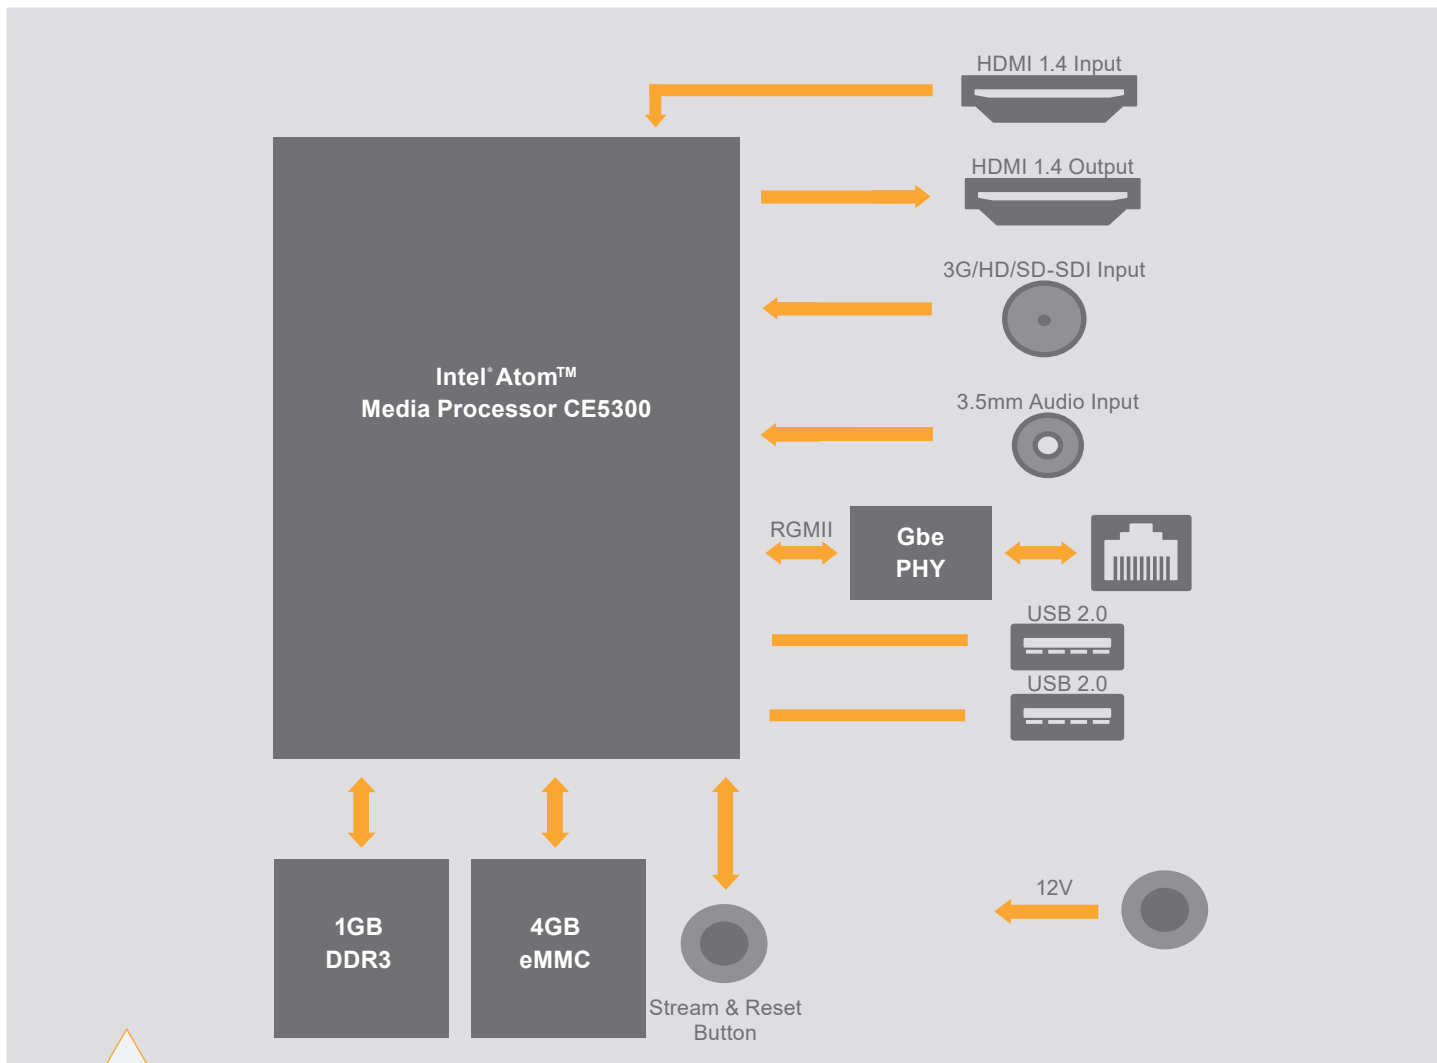 HDMI 1.4 Input
HDMI 1.4 Output
3G/HD/SD-SDI Input
Intel® Atom™
Media Processor CE5300
3.5mm Audio Input
RGMII
Gbe
PHY
USB 2.0
USB 2.0
1GB
DDR3
4GB
eMMC
12V
Stream & Reset
Button